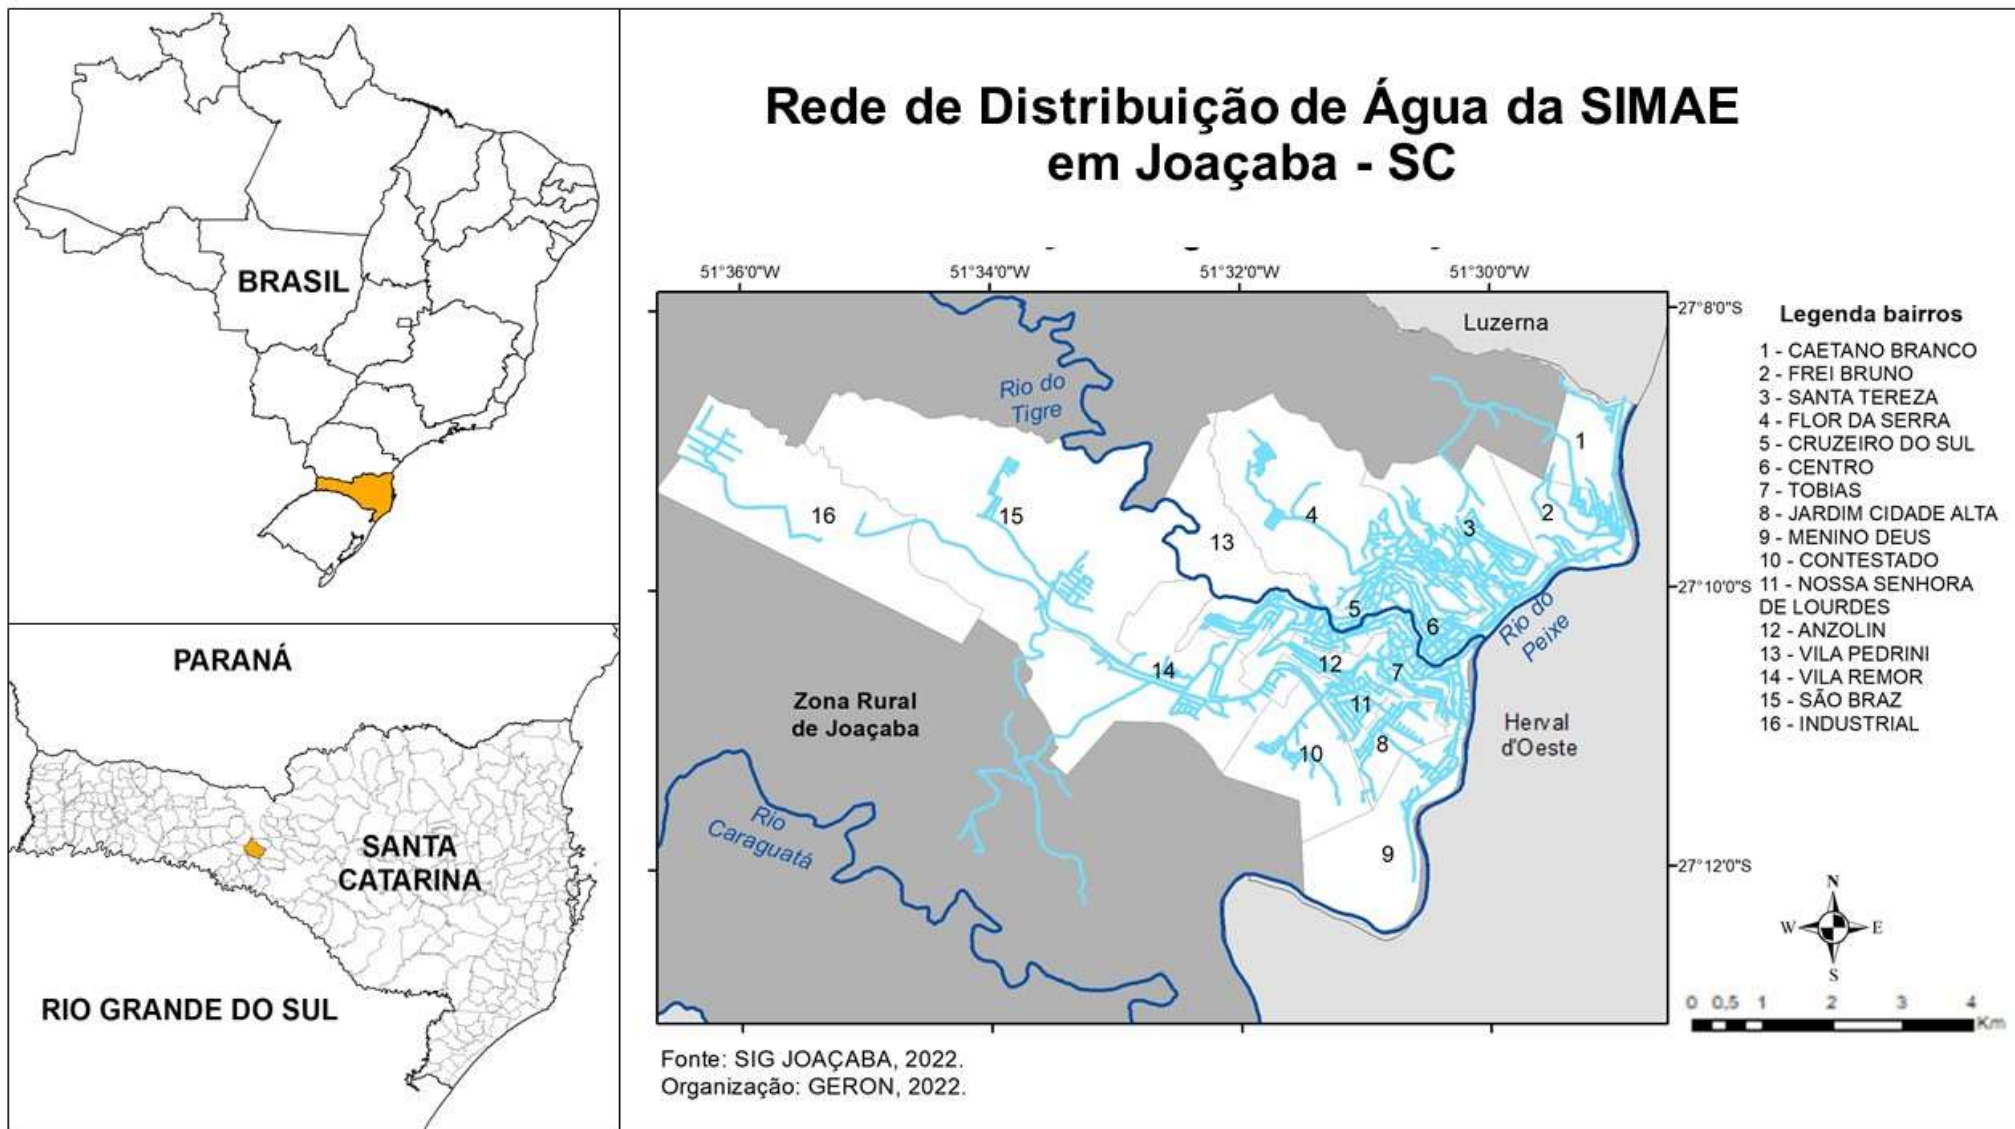 BRASIL
PARANÁ
SANTA
CATARINA
RIO GRANDE DO SUL
Rede de Distribuição de Água da SIMAE
em Joaçaba - SC
51°36'0"W
51°34'0"W
51°32'0"W
51°30'0"W
27°8'0"S
27°10'0"S
27°12'0"S
Luzerna
Rio do
Tigre
1
2
3
4
5
6
7
8
9
10
11
12
13
14
15
16
Rio do
Peixe
Zona Rural
de Joaçaba
Herval
d'Oeste
Rio
Caraguatá
Legenda bairros
1 - CAETANO BRANCO
2 - FREI BRUNO
3 - SANTA TEREZA
4 - FLOR DA SERRA
5 - CRUZEIRO DO SUL
6 - CENTRO
7 - TOBIAS
8 - JARDIM CIDADE ALTA
9 - MENINO DEUS
10 - CONTESTADO
11 - NOSSA SENHORA
DE LOURDES
12 - ANZOLIN
13 - VILA PEDRINI
14 - VILA REMOR
15 - SÃO BRAZ
16 - INDUSTRIAL
N
W E
S
0 0,5 1 2 3 4
Km
Fonte: SIG JOAÇABA, 2022.
Organização: GERON, 2022.